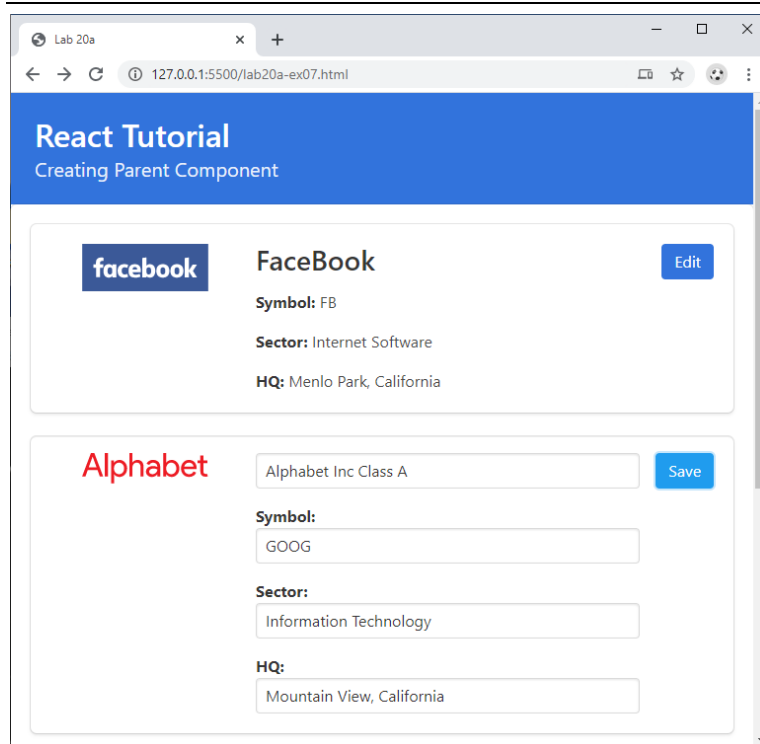 Lab 20a
127.0.0.1:5500/lab20a-ex07.html
React Tutorial
Creating Parent Component
facebook
FaceBook
Edit
Symbol: FB
Sector: Internet Software
HQ: Menlo Park, California
Alphabet
Alphabet Inc Class A
Save
Symbol:
GOOG
Sector:
Information Technology
HQ:
Mountain View, California